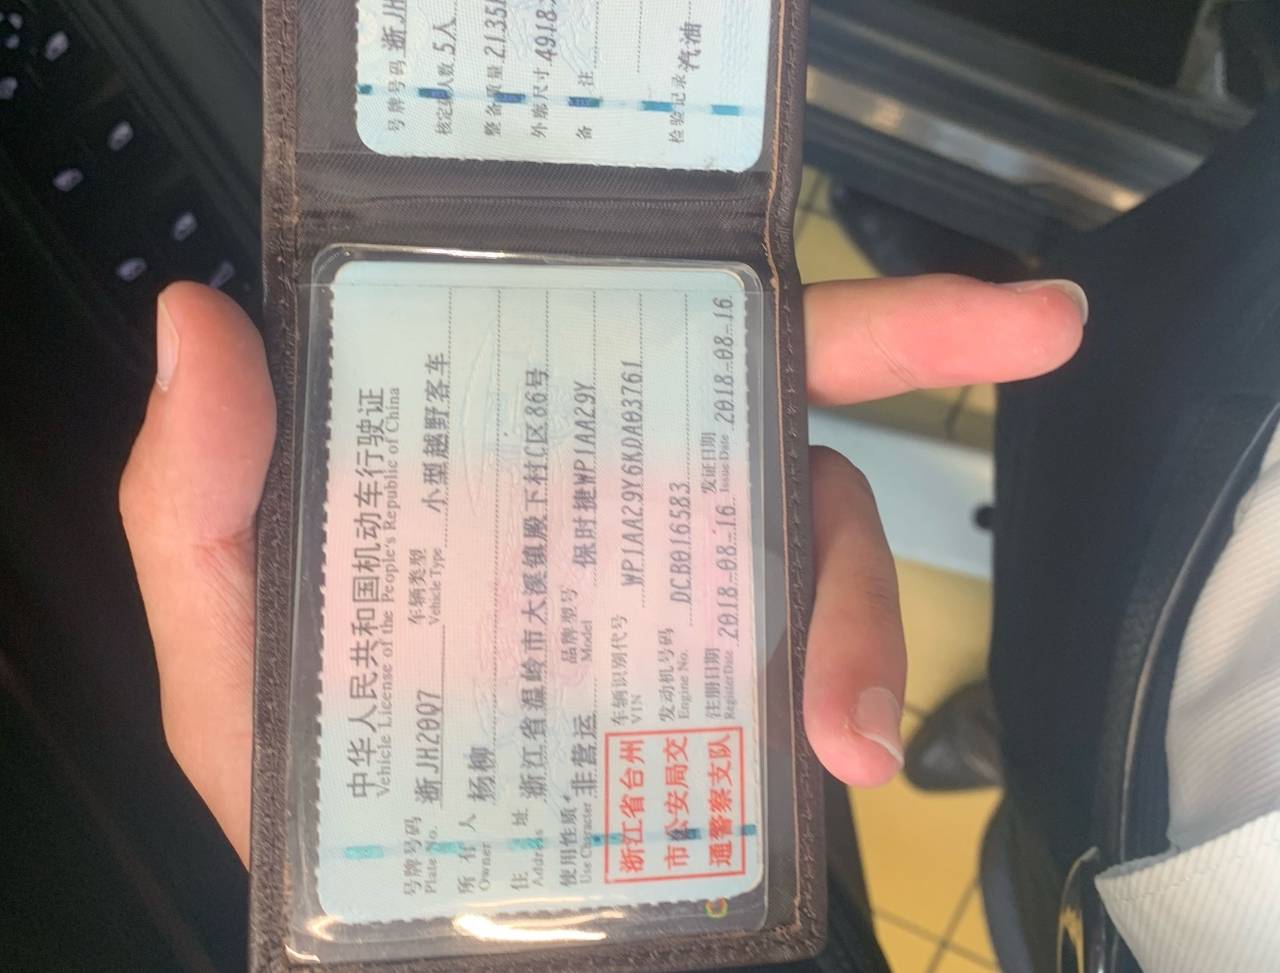 中华人民共和国机动车行驶证
Vehicle License of the People's Republic of China
号牌号码 浙JH20Q7 车辆类型 小型越野客车
Plate No. Vehicle Type
所有人 杨柳
Owner
住址 浙江省温岭市大溪镇殿下村C区86号
Address
使用性质 非营运 品牌型号 保时捷WP1AA29Y
Use Character Model
浙江省台州
市公安局交
通警察支队
车辆识别代号 WP1AA29Y6KDA03761
VIN
发动机号码 DCB016583
Engine No.
注册日期 2018-08-16 发证日期 2018-08-16
Register Date Issue Date
号牌号码 浙JH
核定载人数 5人
整备质量 2135
外廓尺寸 4918
备注
检验记录 汽油